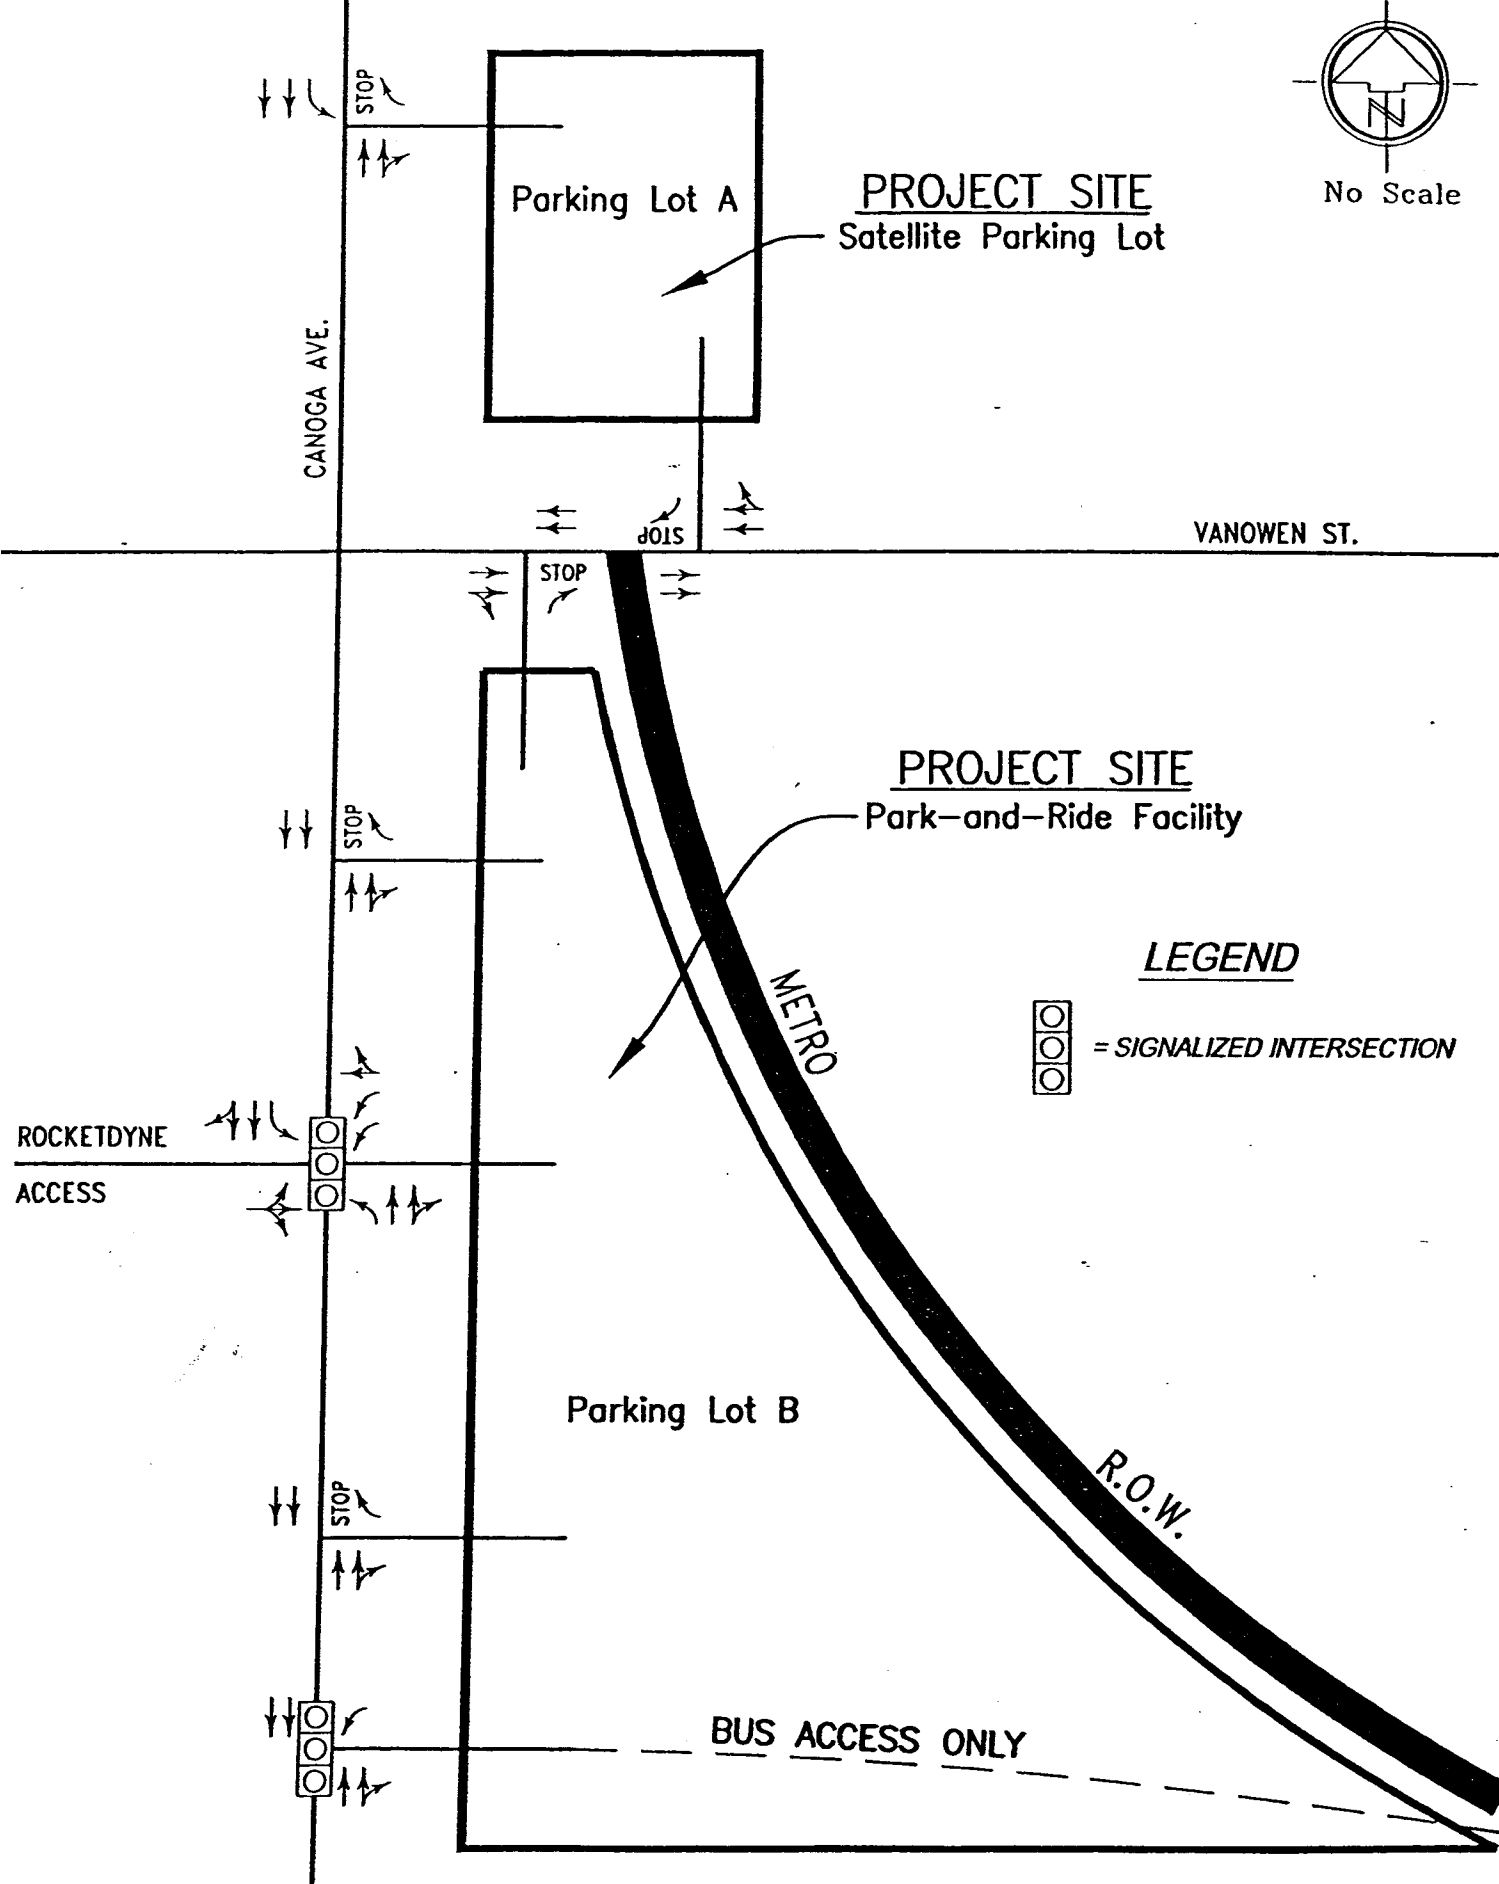 STOP
N
No Scale
Parking Lot A
PROJECT SITE
Satellite Parking Lot
CANOGA AVE.
STOP
VANOWEN ST.
STOP
PROJECT SITE
Park-and-Ride Facility
STOP
LEGEND
= SIGNALIZED INTERSECTION
METRO
ROCKETDYNE
ACCESS
Parking Lot B
R.O.W.
STOP
BUS ACCESS ONLY